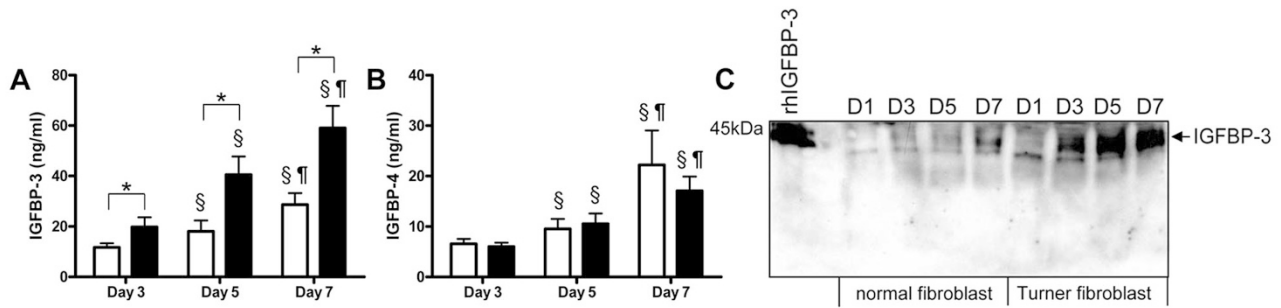 A
IGFBP-3 (ng/ml)
80
60
40
20
0
*
*
*
§
§
§ ¶
§ ¶
Day 3
Day 5
Day 7
B
IGFBP-4 (ng/ml)
40
30
20
10
0
§
§
§ ¶
§ ¶
Day 3
Day 5
Day 7
C
rhIGFBP-3
D1 D3 D5 D7 D1 D3 D5 D7
45kDa
IGFBP-3
normal fibroblast
Turner fibroblast